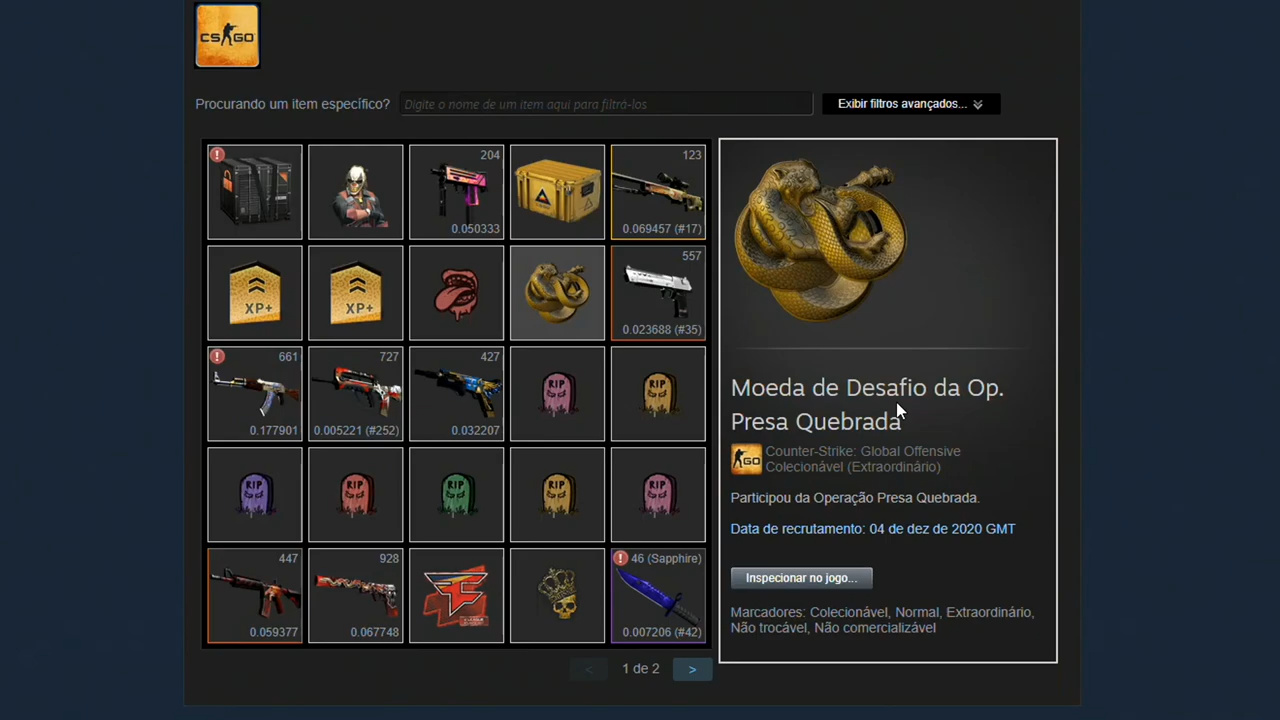 CS GO
Procurando um item específico?
Digite o nome de um item aqui para filtrá-los
Exibir filtros avançados...
!
204
0.050333
123
0.069457 (#17)
XP+
XP+
557
0.023688 (#35)
!
661
0.177901
727
0.005221 (#252)
427
0.032207
RIP
RIP
RIP
RIP
RIP
RIP
RIP
447
0.059377
928
0.067748
!
46 (Sapphire)
0.007206 (#42)
<
1 de 2
>
Moeda de Desafio da Op.
Presa Quebrada
GO
Counter-Strike: Global Offensive
Colecionável (Extraordinário)
Participou da Operação Presa Quebrada.
Data de recrutamento: 04 de dez de 2020 GMT
Inspecionar no jogo...
Marcadores: Colecionável, Normal, Extraordinário,
Não trocável, Não comercializável